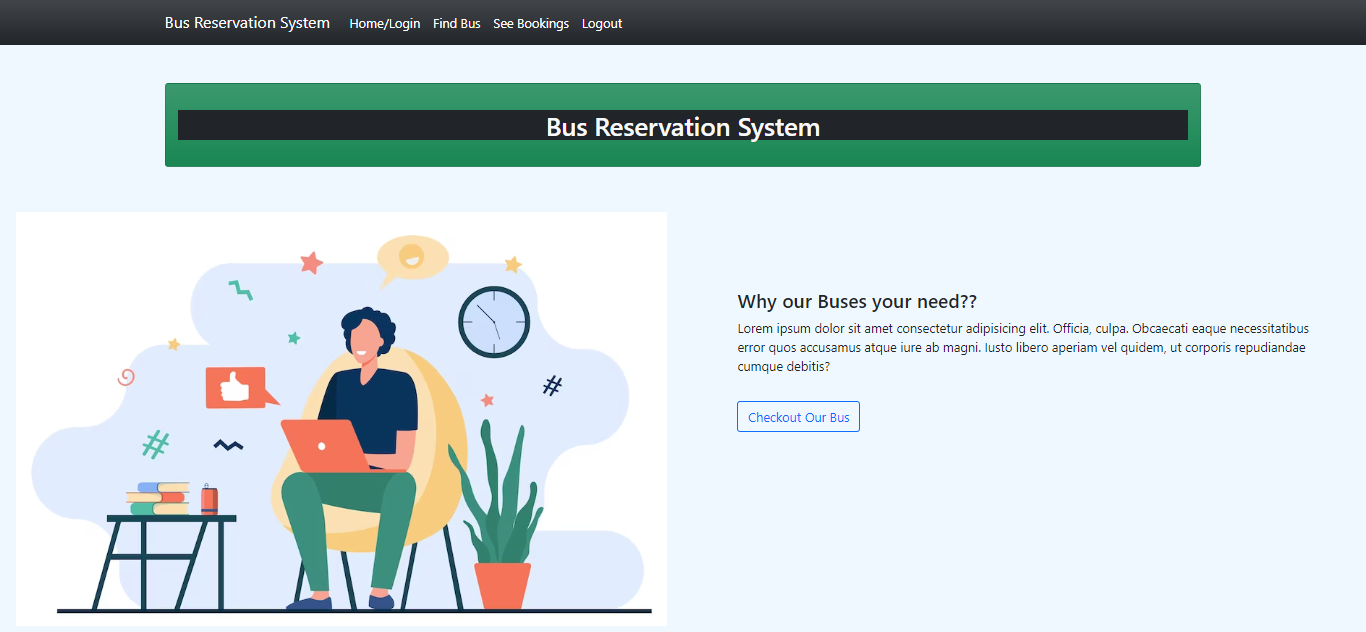 Bus Reservation System Home/Login Find Bus See Bookings Logout
Bus Reservation System
Why our Buses your need??
Lorem ipsum dolor sit amet consectetur adipisicing elit. Officia, culpa. Obcaecati eaque necessitatibus
error quos accusamus atque iure ab magni. Iusto libero aperiam vel quidem, ut corporis repudiandae
cumque debitis?
Checkout Our Bus